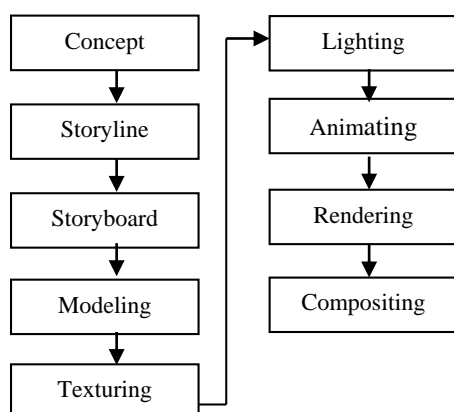 Concept
Storyline
Storyboard
Modeling
Texturing
Lighting
Animating
Rendering
Compositing